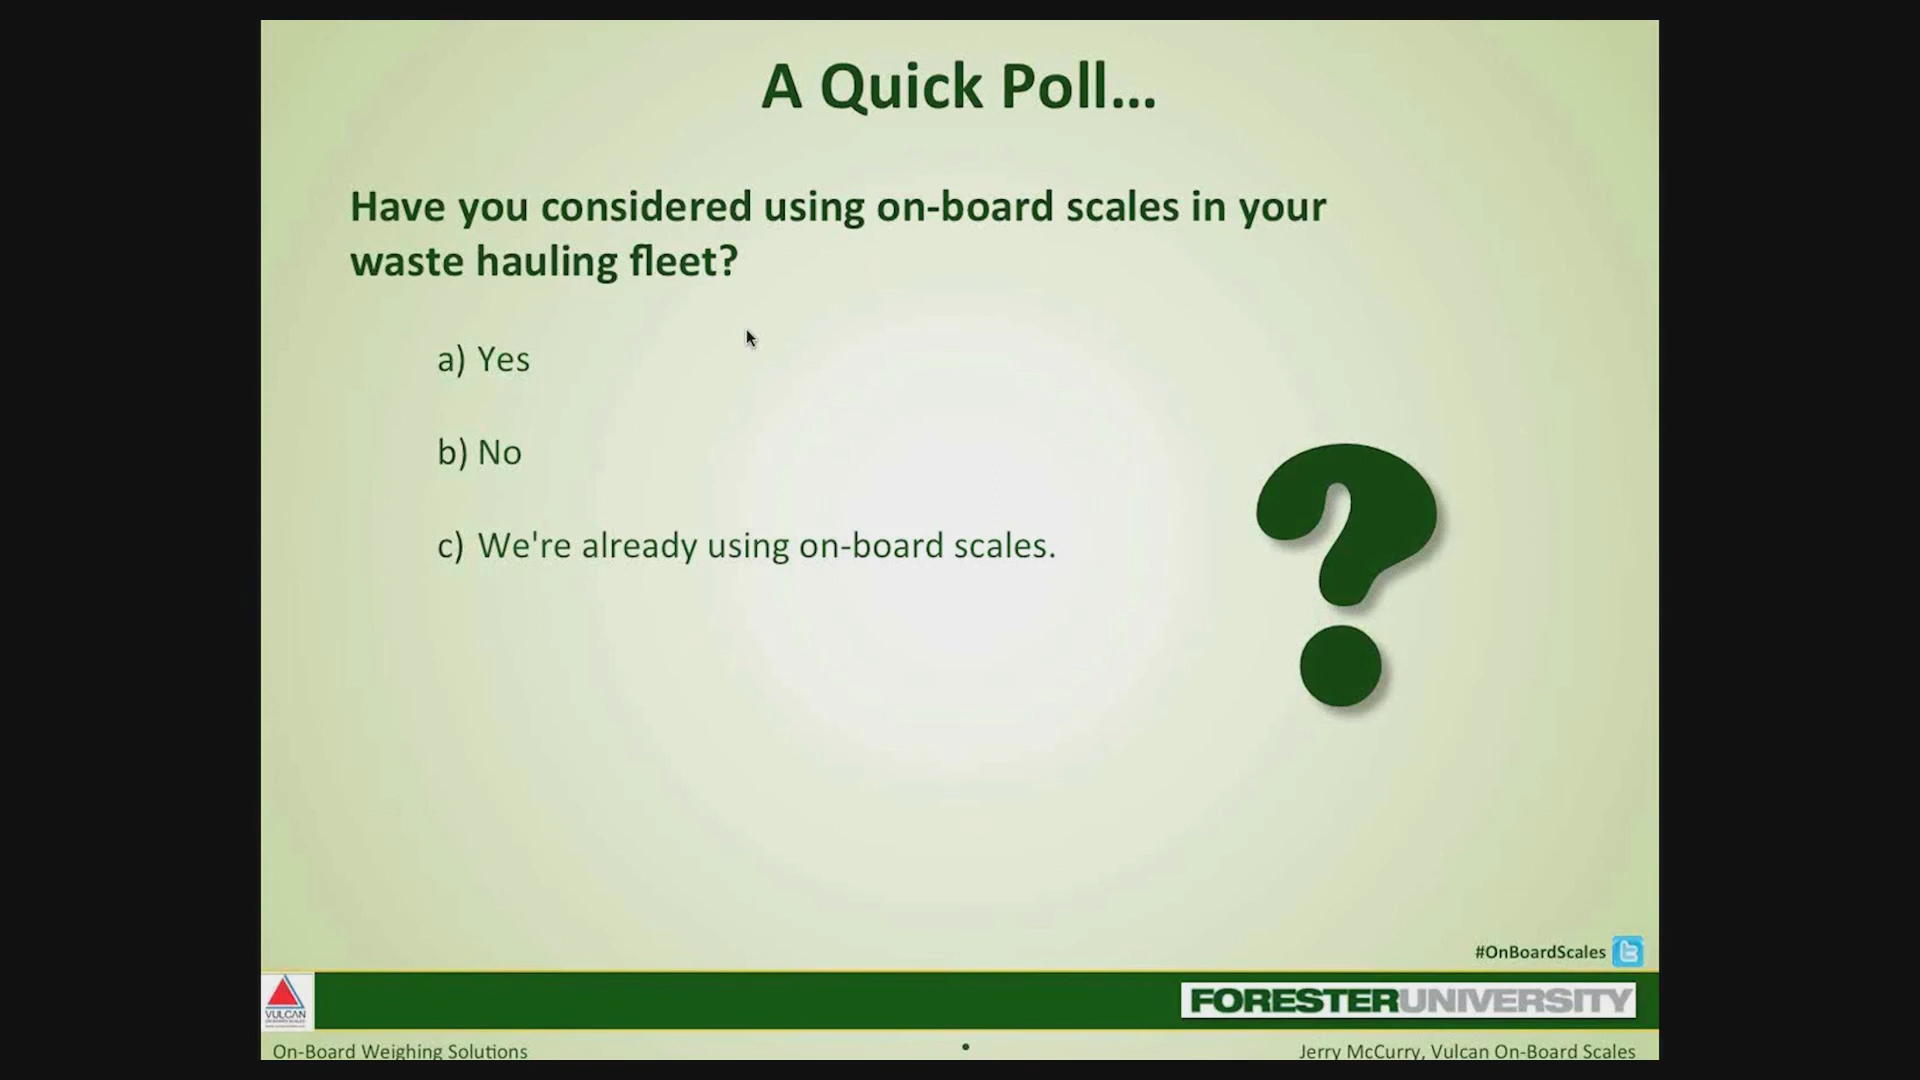 A Quick Poll...
Have you considered using on-board scales in your
waste hauling fleet?
a) Yes
b) No
c) We're already using on-board scales.
?
#OnBoardScales
VULCAN
FORESTERUNIVERSITY
On-Board Weighing Solutions
Jerry McCurry, Vulcan On-Board Scales